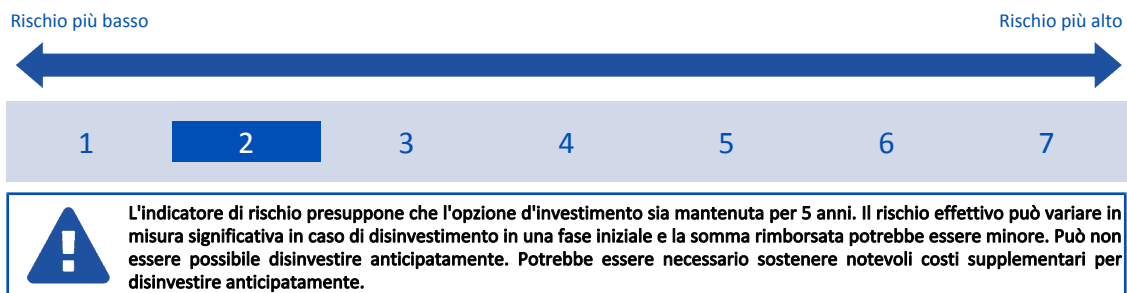 Rischio più basso Rischio più alto
1 2 3 4 5 6 7
L'indicatore di rischio presuppone che l'opzione d'investimento sia mantenuta per 5 anni. Il rischio effettivo può variare in
misura significativa in caso di disinvestimento in una fase iniziale e la somma rimborsata potrebbe essere minore. Può non
essere possibile disinvestire anticipatamente. Potrebbe essere necessario sostenere notevoli costi supplementari per
disinvestire anticipatamente.